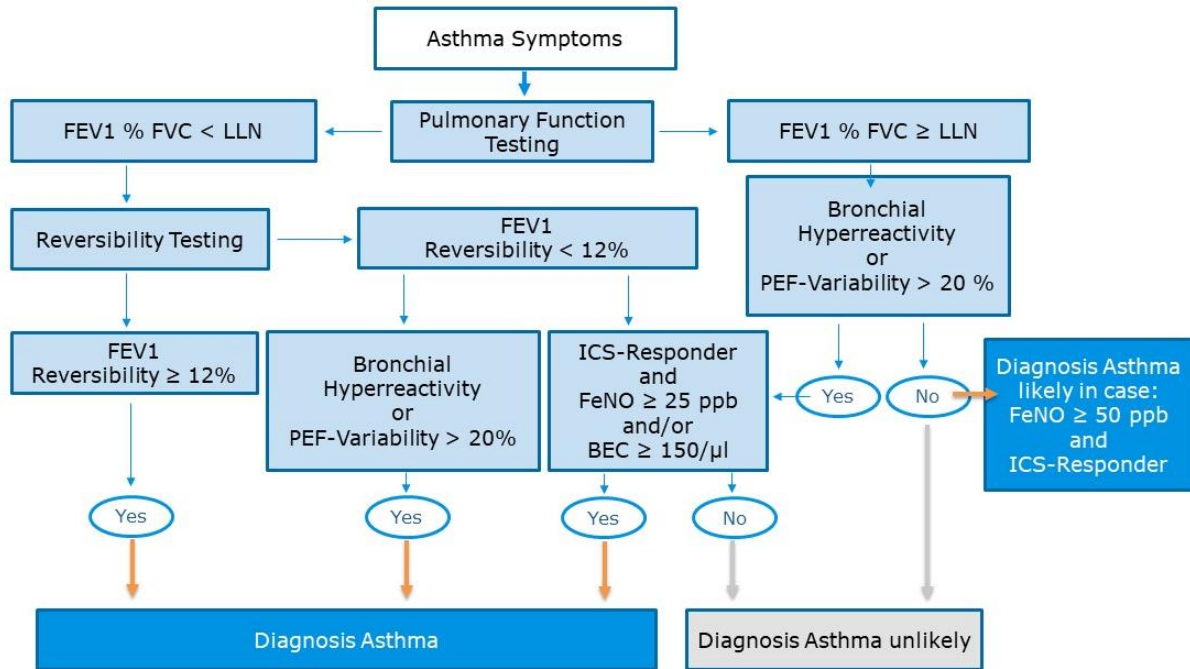 Asthma Symptoms
FEV1 % FVC < LLN
Pulmonary Function
Testing
FEV1 % FVC ≥ LLN
Reversibility Testing
FEV1
Reversibility < 12%
Bronchial
Hyperreactivity
or
PEF-Variability > 20 %
FEV1
Reversibility ≥ 12%
Bronchial
Hyperreactivity
or
PEF-Variability > 20%
ICS-Responder
and
FeNO ≥ 25 ppb
and/or
BEC ≥ 150/µl
Yes
No
Diagnosis Asthma
likely in case:
FeNO ≥ 50 ppb
and
ICS-Responder
Yes
Yes
Yes
No
Diagnosis Asthma
Diagnosis Asthma unlikely